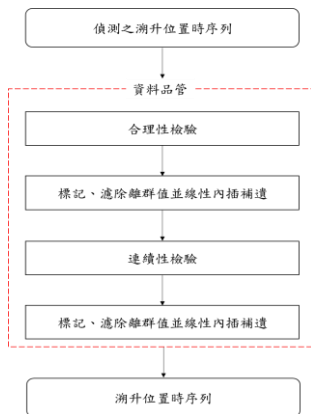 偵測之溯升位置時序列
資料品管
合理性檢驗
標記、濾除離群值並線性內插補遺
連續性檢驗
標記、濾除離群值並線性內插補遺
溯升位置時序列